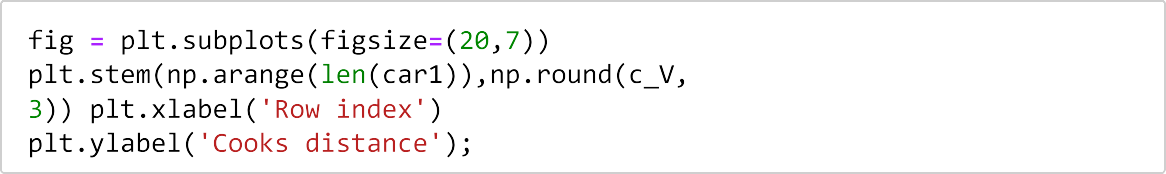 fig = plt.subplots(figsize=(20,7))
plt.stem(np.arange(len(car1)),np.round(c_V,
3)) plt.xlabel('Row index')
plt.ylabel('Cooks distance');